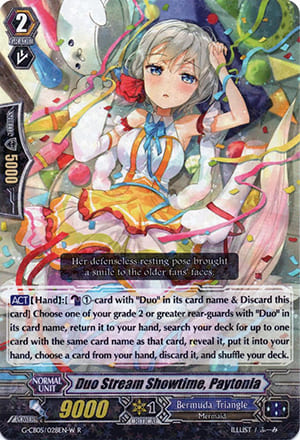 GRADE
2
SHIELD
5000
Her defenseless resting pose brought
a smile to the older fans' faces.
ACT [Hand]:[ ①-card with "Duo" in its card name & Discard this
card] Choose one of your grade 2 or greater rear-guards with "Duo" in
its card name, return it to your hand, search your deck for up to one
card with the same card name as that card, reveal it, put it into your
hand, choose a card from your hand, discard it, and shuffle your deck.
NORMAL
UNIT
Duo Stream Showtime, Paytonia
POWER
9000
1
CRITICAL
Bermuda Triangle
Mermaid
G-CB05/028EN-W R
ILLUST